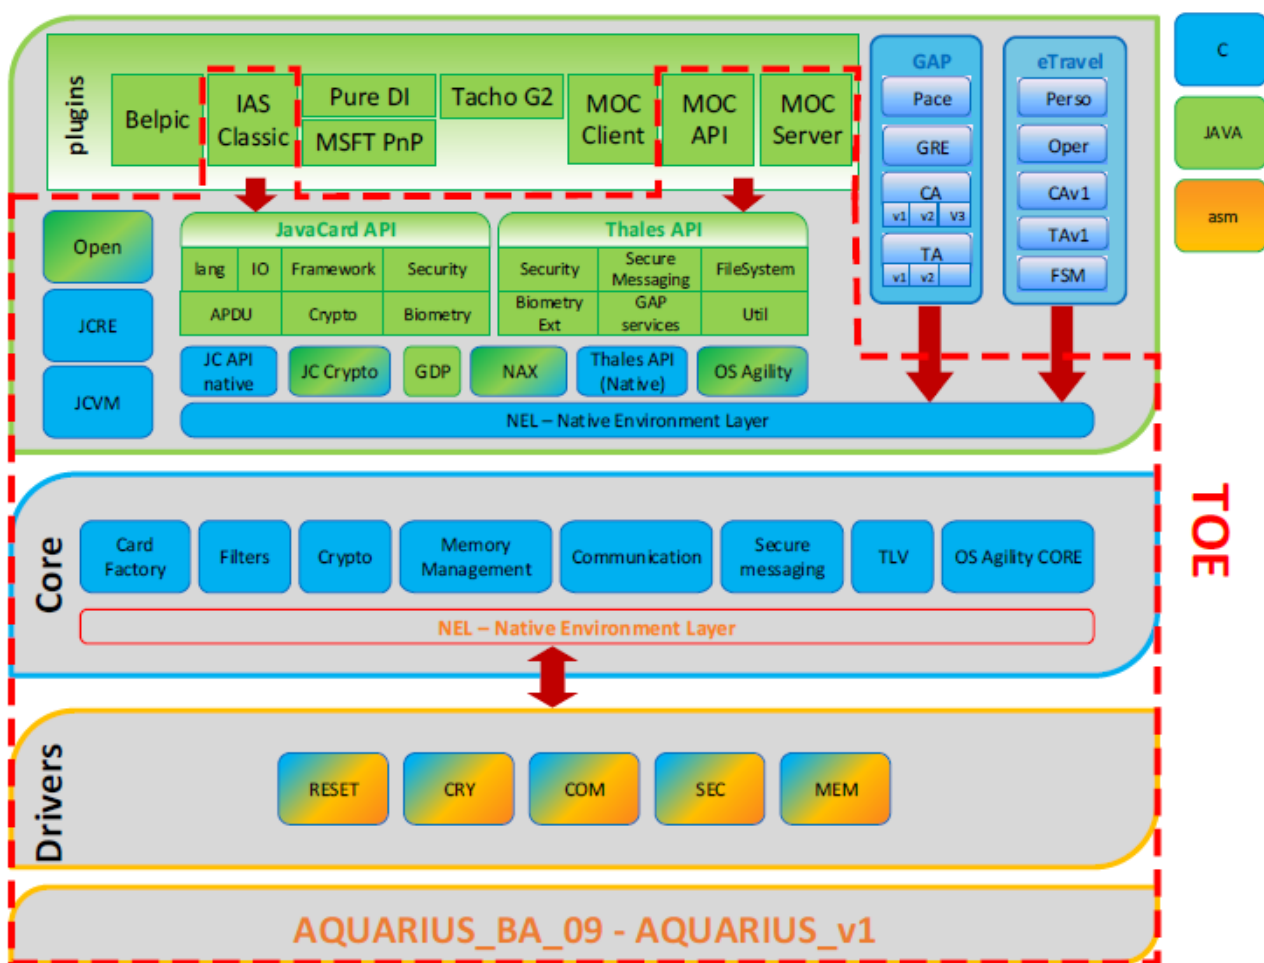 plugins
Belpic
IAS
Classic
Pure DI
MSFT PnP
Tacho G2
MOC
Client
MOC
API
MOC
Server
GAP
Pace
GRE
CA
v1 v2 V3
TA
v1 v2
eTravel
Perso
Oper
CAv1
TAv1
FSM
C
JAVA
asm
Open
JCRE
JCVM
JavaCard API
lang IO Framework Security
APDU Crypto Biometry
Thales API
Security
Secure
Messaging
FileSystem
Biometry
Ext
GAP
services
Util
JC API
native
JC Crypto
GDP
NAX
Thales API
(Native)
OS Agility
NEL – Native Environment Layer
TOE
Core
Card
Factory
Filters
Crypto
Memory
Management
Communication
Secure
messaging
TLV
OS Agility CORE
NEL – Native Environment Layer
Drivers
RESET
CRY
COM
SEC
MEM
AQUARIUS_BA_09 - AQUARIUS_v1